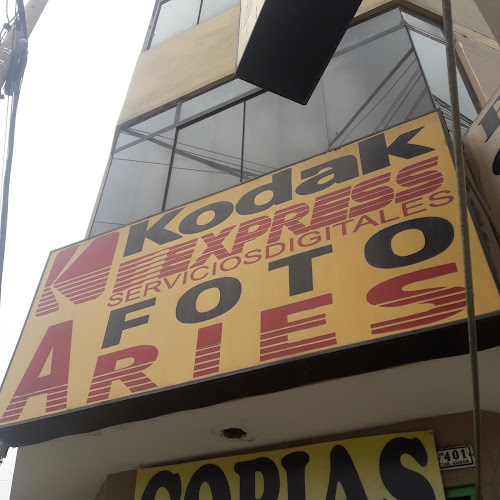 Kodak
EXPRESS
SERVICIOSDIGITALES
FOTO
ARIES
401
COPIAS